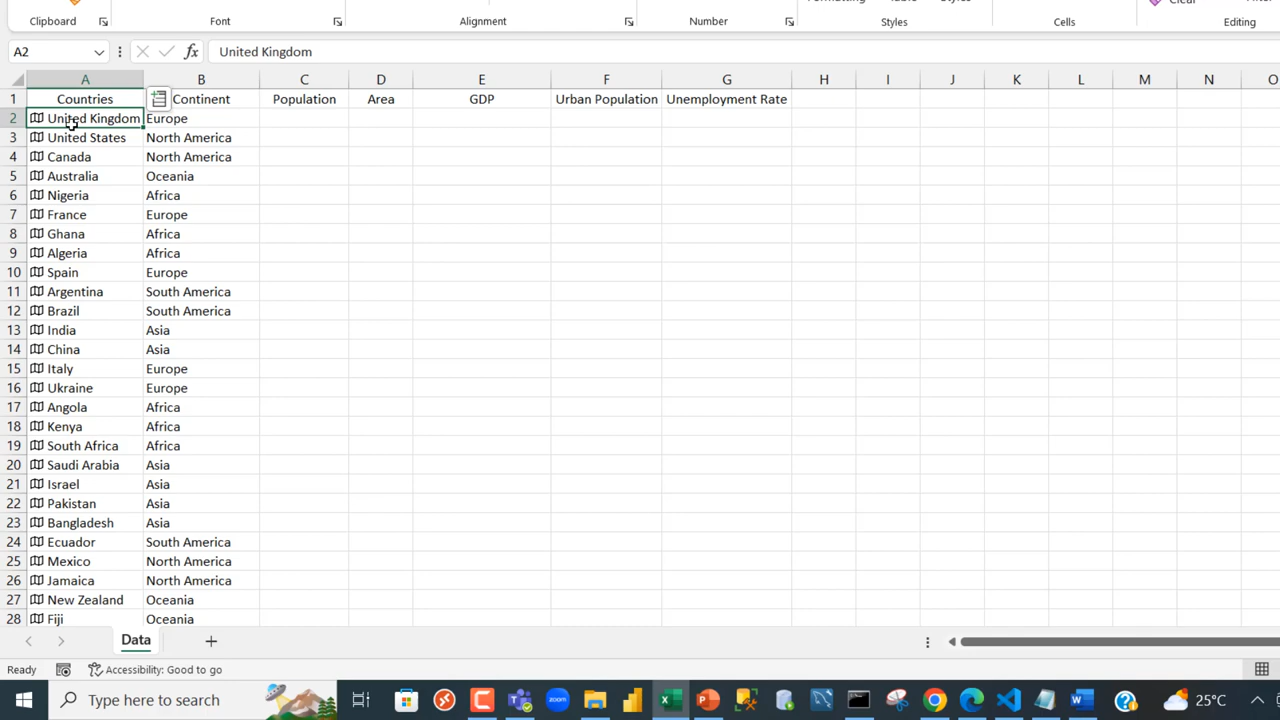 Clipboard Font Alignment Number Styles Cells Editing
A2 fx United Kingdom
A B C D E F G H I J K L M N O
1 Countries Continent Population Area GDP Urban Population Unemployment Rate
2 United Kingdom Europe
3 United States North America
4 Canada North America
5 Australia Oceania
6 Nigeria Africa
7 France Europe
8 Ghana Africa
9 Algeria Africa
10 Spain Europe
11 Argentina South America
12 Brazil South America
13 India Asia
14 China Asia
15 Italy Europe
16 Ukraine Europe
17 Angola Africa
18 Kenya Africa
19 South Africa Africa
20 Saudi Arabia Asia
21 Israel Asia
22 Pakistan Asia
23 Bangladesh Asia
24 Ecuador South America
25 Mexico North America
26 Jamaica North America
27 New Zealand Oceania
28 Fiji Oceania
Data
Ready Accessibility: Good to go
Type here to search zoom 25°C